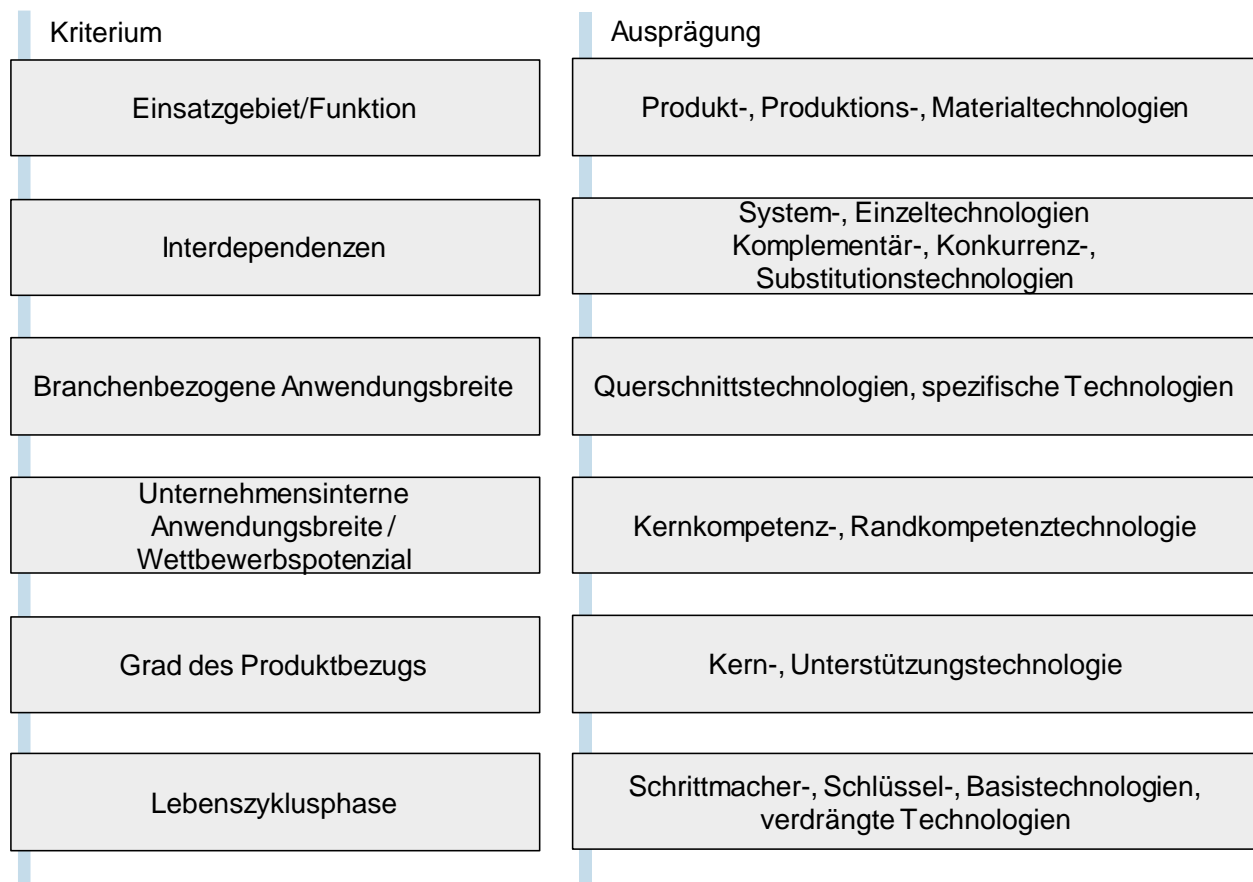 Kriterium
Ausprägung
Einsatzgebiet/Funktion
Produkt-, Produktions-, Materialtechnologien
Interdependenzen
System-, Einzeltechnologien
Komplementär-, Konkurrenz-,
Substitutionstechnologien
Branchenbezogene Anwendungsbreite
Querschnittstechnologien, spezifische Technologien
Unternehmensinterne
Anwendungsbreite /
Wettbewerbspotenzial
Kernkompetenz-, Randkompetenztechnologie
Grad des Produktbezugs
Kern-, Unterstützungstechnologie
Lebenszyklusphase
Schrittmacher-, Schlüssel-, Basistechnologien,
verdrängte Technologien